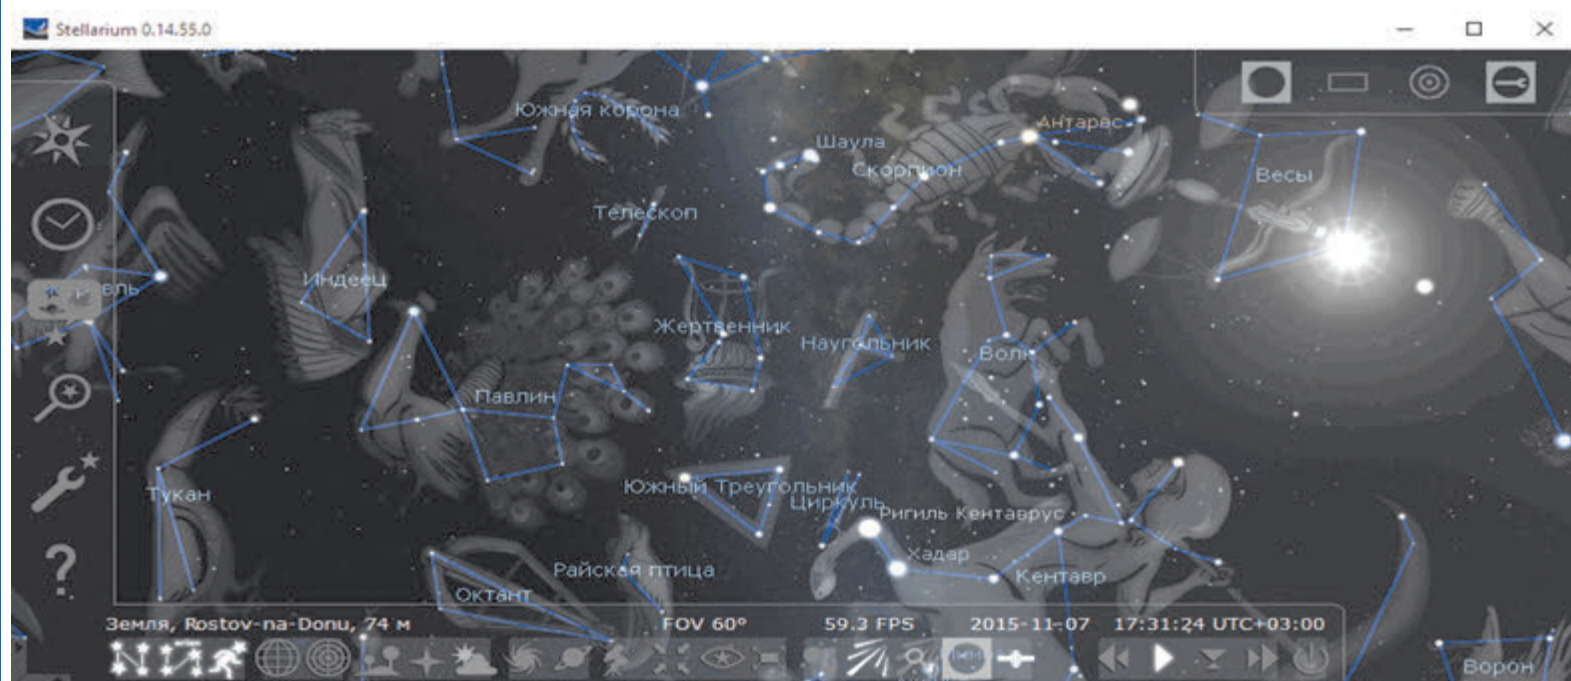 Stellarium 0.14.55.0
Южная корона
Антарес
Шаула
Скорпион
Весы
Телескоп
Индеец
Жертвенник
Наугольник
Волк
Павлин
Тукан
Южный Треугольник
Циркуль
Ригиль Кентаврус
Хадар
Райская птица
Кентавр
Октант
Земля, Rostov-na-Donu, 74 м FOV 60° 59.3 FPS 2015-11-07 17:31:24 UTC+03:00
Ворон